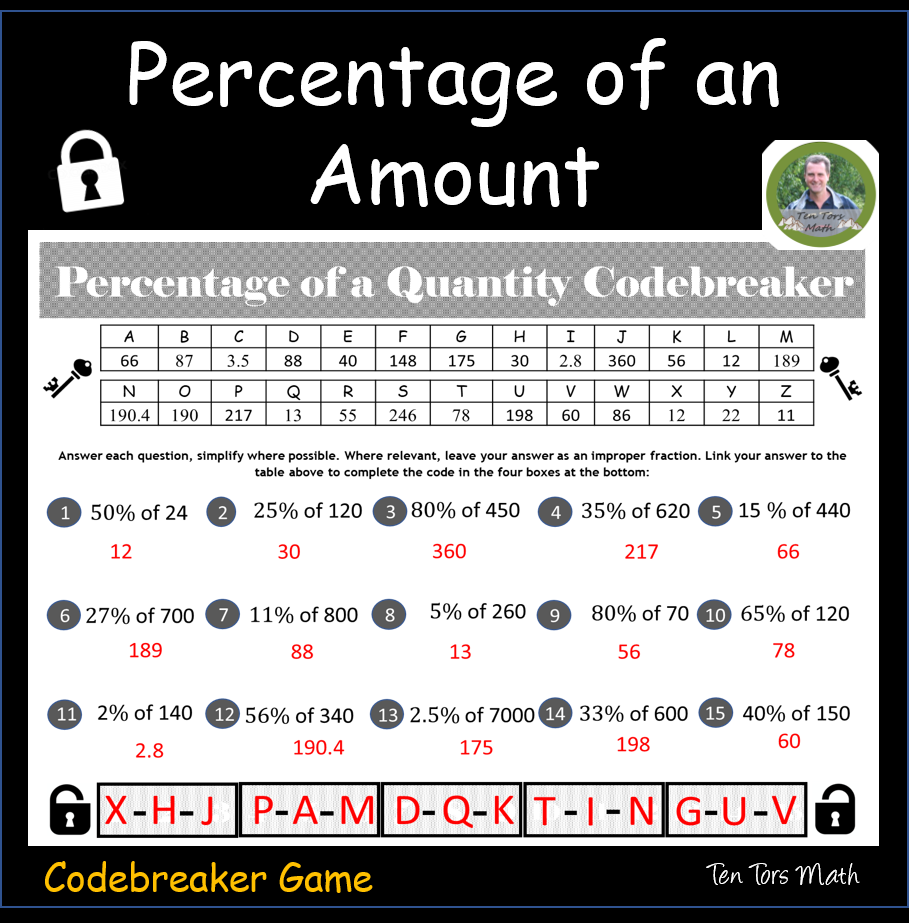 Percentage of an
Amount
Ten Tors
Math
Percentage of a Quantity Codebreaker
A B C D E F G H I J K L M
66 87 3.5 88 40 148 175 30 2.8 360 56 12 189
N O P Q R S T U V W X Y Z
190.4 190 217 13 55 246 78 198 60 86 12 22 11
Answer each question, simplify where possible. Where relevant, leave your answer as an improper fraction. Link your answer to the
table above to complete the code in the four boxes at the bottom:
1 50% of 24 2 25% of 120 3 80% of 450 4 35% of 620 5 15 % of 440
12 30 360 217 66
6 27% of 700 7 11% of 800 8 5% of 260 9 80% of 70 10 65% of 120
189 88 13 56 78
11 2% of 140 12 56% of 340 13 2.5% of 7000 14 33% of 600 15 40% of 150
2.8 190.4 175 198 60
X-H-J P-A-M D-Q-K T-I-N G-U-V
Codebreaker Game Ten Tors Math